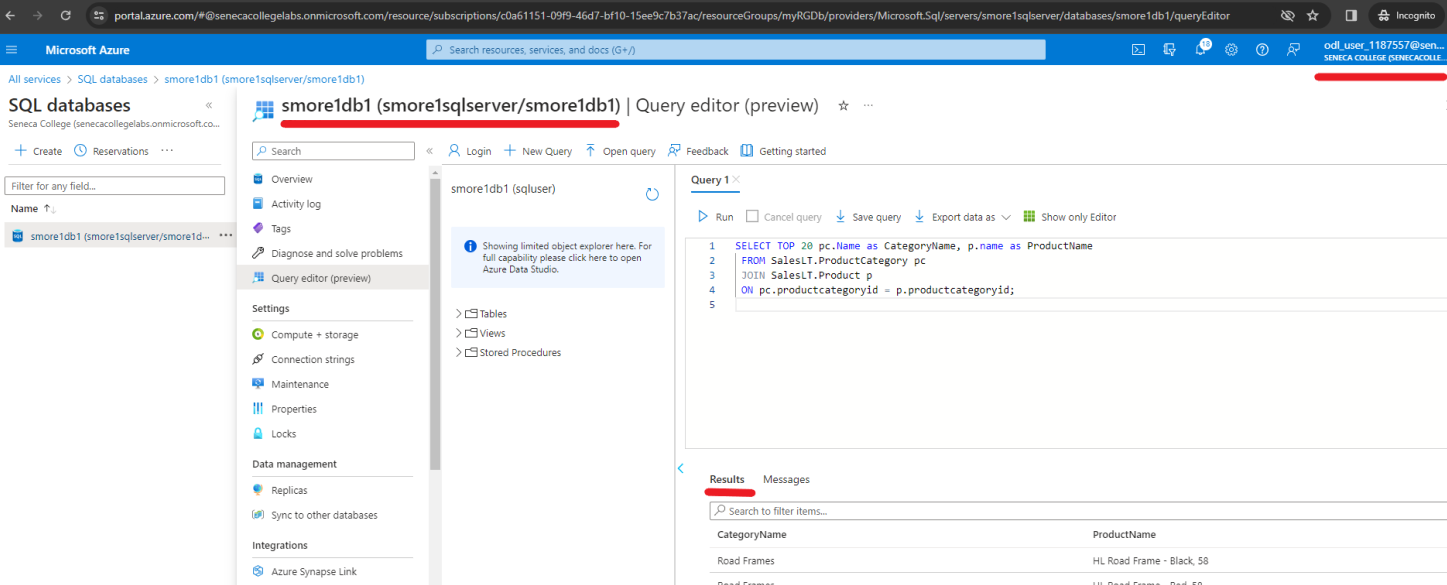 portal.azure.com/#@senecacollegelabs.onmicrosoft.com/resource/subscriptions/c0a61151-09f9-46d7-bf10-15ee9c7b37ac/resourceGroups/myRGDb/providers/Microsoft.Sql/servers/smore1sqlserver/databases/smore1db1/queryEditor
Incognito
Microsoft Azure
Search resources, services, and docs (G+/)
18
odl_user_1187557@sen...
SENECA COLLEGE (SENECACOLLE...
All services > SQL databases > smore1db1 (smore1sqlserver/smore1db1)
SQL databases
Seneca College (senecacollegelabs.onmicrosoft.co...
Create
Reservations
Filter for any field...
Name
smore1db1 (smore1sqlserver/smore1d...
smore1db1 (smore1sqlserver/smore1db1) | Query editor (preview)
Search
Overview
Activity log
Tags
Diagnose and solve problems
Query editor (preview)
Settings
Compute + storage
Connection strings
Maintenance
Properties
Locks
Data management
Replicas
Sync to other databases
Integrations
Azure Synapse Link
Login
New Query
Open query
Feedback
Getting started
smore1db1 (sqluser)
Showing limited object explorer here. For
full capability please click here to open
Azure Data Studio.
Tables
Views
Stored Procedures
Query 1
Run
Cancel query
Save query
Export data as
Show only Editor
1 SELECT TOP 20 pc.Name as CategoryName, p.name as ProductName
2 FROM SalesLT.ProductCategory pc
3 JOIN SalesLT.Product p
4 ON pc.productcategoryid = p.productcategoryid;
5
Results
Messages
Search to filter items...
CategoryName ProductName
Road Frames HL Road Frame - Black, 58
Road Frames HL Road Frame - Red, 58